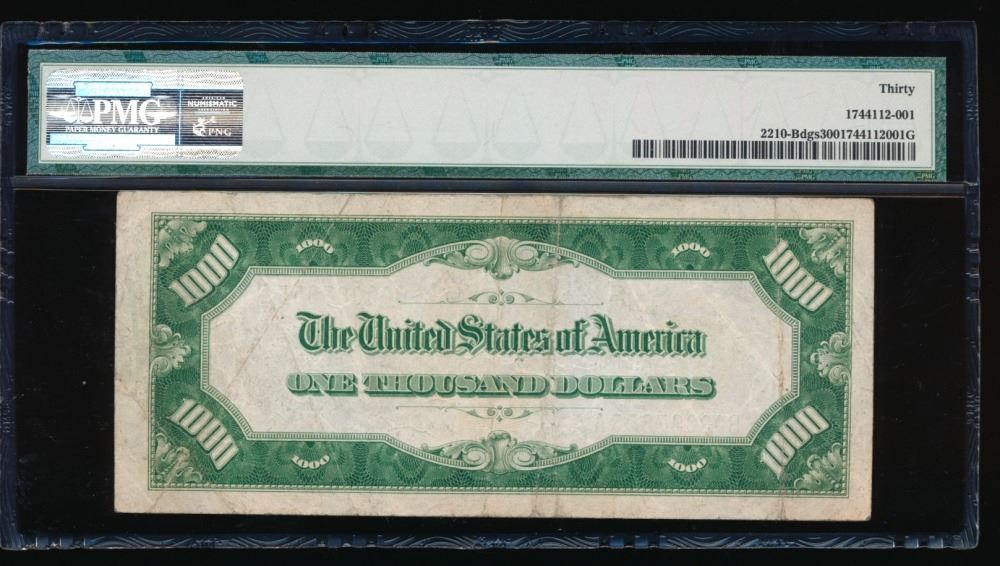 Thirty
PMG
PAPER MONEY GUARANTY
NUMISMATIC
PNG
1744112-001
2210-Bdgs3001744112001G
1000
1000
1000
1000
The United States of America
ONE THOUSAND DOLLARS
1000
1000
1000
1000